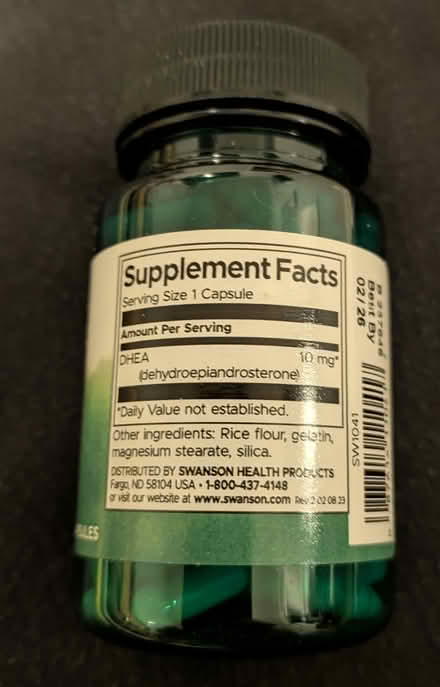 Supplement Facts
Serving Size 1 Capsule
Amount Per Serving
DHEA 10 mg*
(dehydroepiandrosterone)
*Daily Value not established.
Other ingredients: Rice flour, gelatin,
magnesium stearate, silica.
DISTRIBUTED BY SWANSON HEALTH PRODUCTS
Fargo, ND 58104 USA • 1-800-437-4148
or visit our website at www.swanson.com Rev 2 02 08 23
Best By
02/26
SW1041